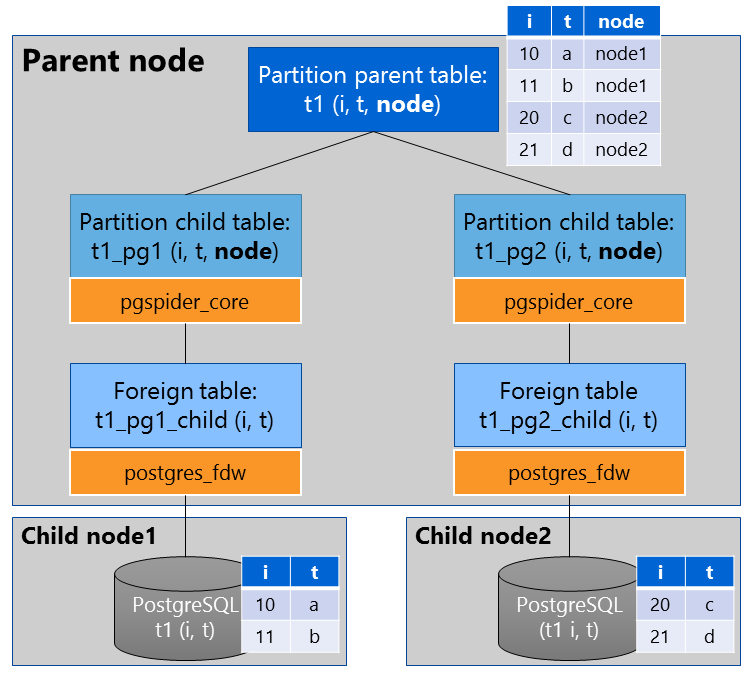 Parent node
Partition parent table:
t1 (i, t, node)
i t node
10 a node1
11 b node1
20 c node2
21 d node2
Partition child table:
t1_pg1 (i, t, node)
pgspider_core
Foreign table:
t1_pg1_child (i, t)
postgres_fdw
Partition child table:
t1_pg2 (i, t, node)
pgspider_core
Foreign table
t1_pg2_child (i, t)
postgres_fdw
Child node1
PostgreSQL
t1 (i, t)
i t
10 a
11 b
Child node2
PostgreSQL
(t1 i, t)
i t
20 c
21 d